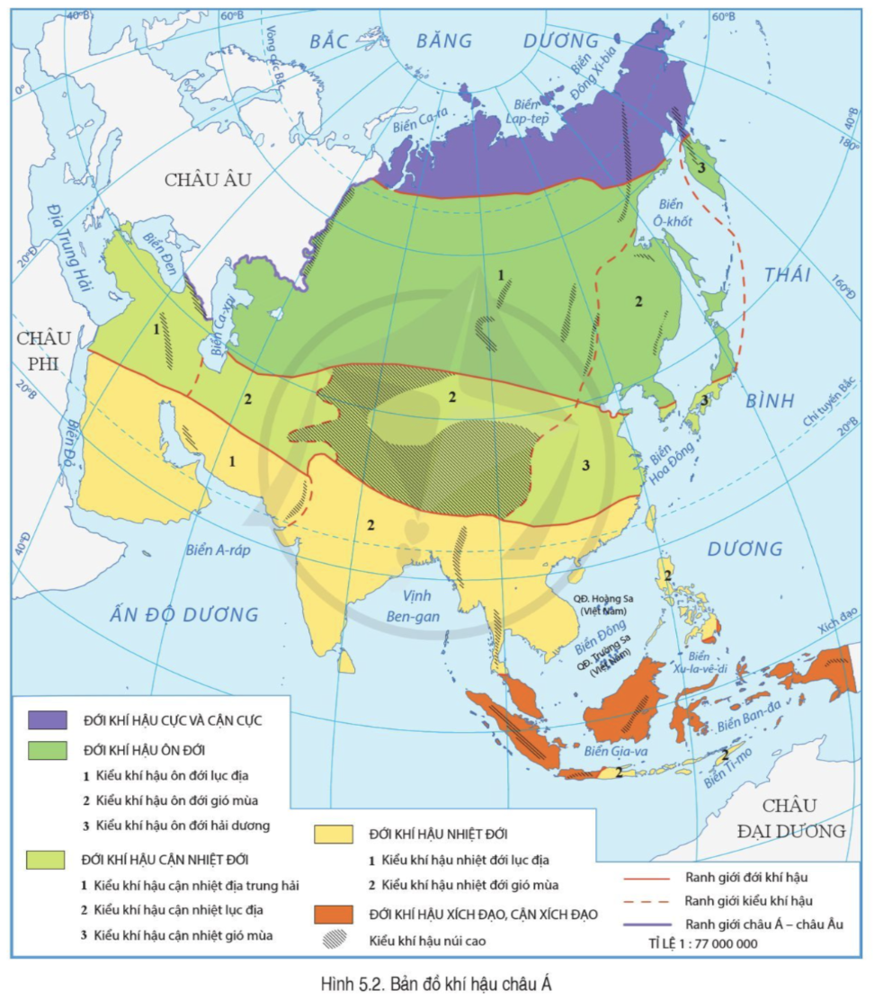 40°B
60°B
60°B
BẮC BĂNG DƯƠNG
Vòng cực Bắc
Biển Đông Xi-bia
Biển
Lap-tep
Biển Ca-ra
0°
40°B
180°
CHÂU ÂU
3
Biển
Ô-khốt
Địa Trung Hải
Biển Đen
20°Đ
THÁI
160°Đ
1
2
Biển Ca-xpi
1
CHÂU
PHI
20°B
2
2
3
BÌNH
Chí tuyến Bắc
20°B
Biển Đỏ
1
3
Biển
Hoa Đông
2
40°Đ
Biển A-ráp
DƯƠNG
2
Vịnh
Ben-gan
QĐ. Hoàng Sa
(Việt Nam)
ẤN ĐỘ DƯƠNG
Biển Đông
QĐ. Trường Sa
(Việt Nam)
Xích đạo
Biển
Xu-la-vê-di
Biển Ban-đa
Biển Gia-va
2
2
Biển Ti-mo
CHÂU
ĐẠI DƯƠNG
ĐỚI KHÍ HẬU CỰC VÀ CẬN CỰC
ĐỚI KHÍ HẬU ÔN ĐỚI
1 Kiểu khí hậu ôn đới lục địa
2 Kiểu khí hậu ôn đới gió mùa
3 Kiểu khí hậu ôn đới hải dương
ĐỚI KHÍ HẬU CẬN NHIỆT ĐỚI
1 Kiểu khí hậu cận nhiệt địa trung hải
2 Kiểu khí hậu cận nhiệt lục địa
3 Kiểu khí hậu cận nhiệt gió mùa
ĐỚI KHÍ HẬU NHIỆT ĐỚI
1 Kiểu khí hậu nhiệt đới lục địa
2 Kiểu khí hậu nhiệt đới gió mùa
ĐỚI KHÍ HẬU XÍCH ĐẠO, CẬN XÍCH ĐẠO
Kiểu khí hậu núi cao
Ranh giới đới khí hậu
Ranh giới kiểu khí hậu
Ranh giới châu Á – châu Âu
TỈ LỆ 1 : 77 000 000
Hình 5.2. Bản đồ khí hậu châu Á